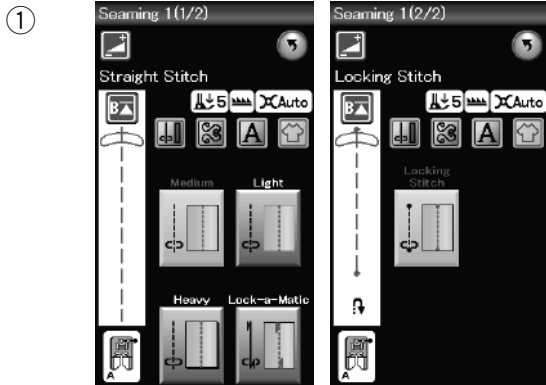 ①
Seaming 1(1/2)
Straight Stitch
B
5
Auto
A
Medium
Light
Heavy
Lock-a-Matic
A
Seaming 1(2/2)
Locking Stitch
B
5
Auto
A
Locking
Stitch
A